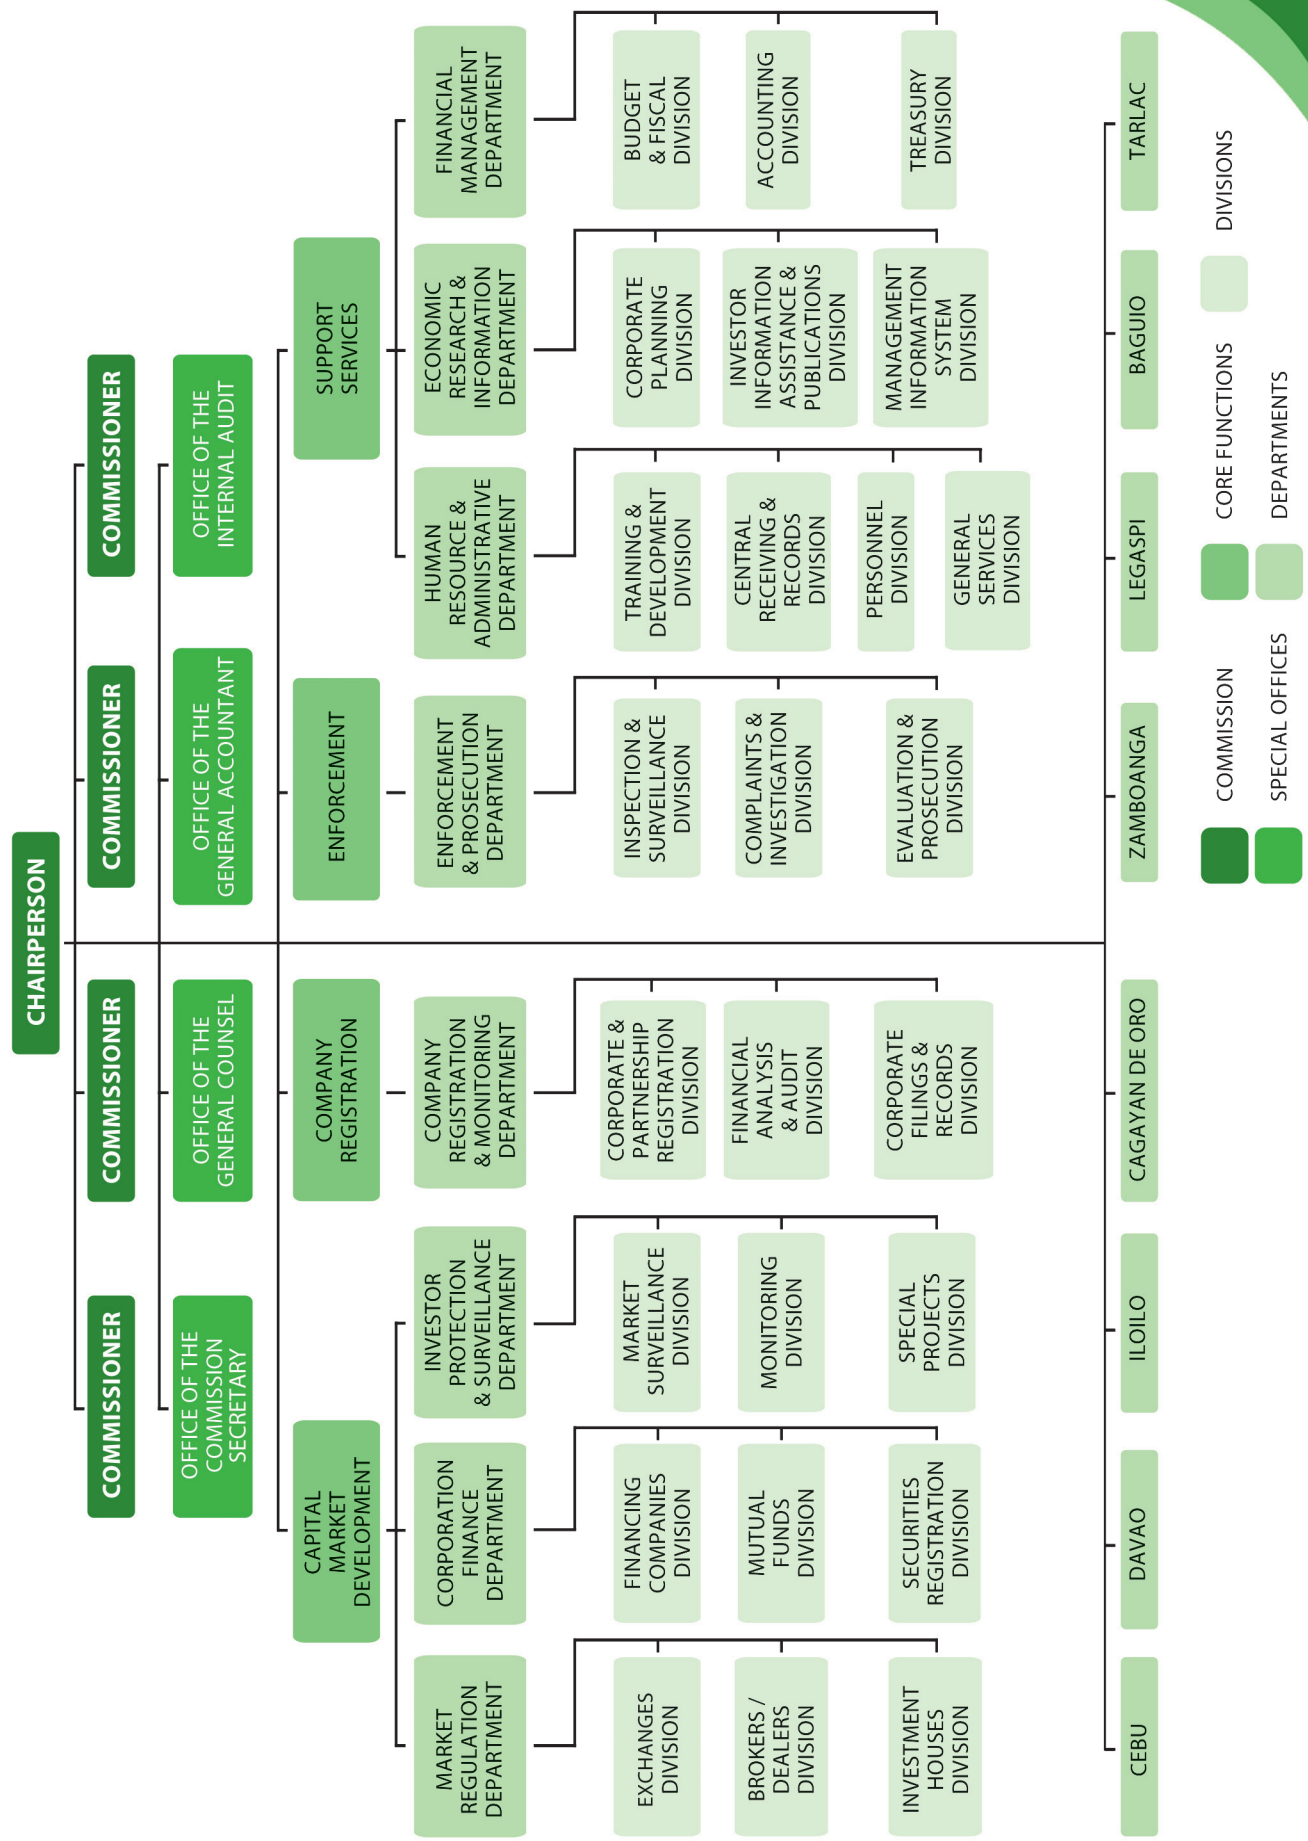 CHAIRPERSON
COMMISSIONER
COMMISSIONER
COMMISSIONER
COMMISSIONER
OFFICE OF THE
COMMISSION
SECRETARY
OFFICE OF THE
GENERAL COUNSEL
OFFICE OF THE
GENERAL ACCOUNTANT
OFFICE OF THE
INTERNAL AUDIT
CAPITAL
MARKET
DEVELOPMENT
COMPANY
REGISTRATION
ENFORCEMENT
SUPPORT
SERVICES
MARKET
REGULATION
DEPARTMENT
CORPORATION
FINANCE
DEPARTMENT
INVESTOR
PROTECTION
& SURVEILLANCE
DEPARTMENT
COMPANY
REGISTRATION
& MONITORING
DEPARTMENT
ENFORCEMENT
& PROSECUTION
DEPARTMENT
HUMAN
RESOURCE &
ADMINISTRATIVE
DEPARTMENT
ECONOMIC
RESEARCH &
INFORMATION
DEPARTMENT
FINANCIAL
MANAGEMENT
DEPARTMENT
EXCHANGES
DIVISION
BROKERS /
DEALERS
DIVISION
INVESTMENT
HOUSES
DIVISION
FINANCING
COMPANIES
DIVISION
MUTUAL
FUNDS
DIVISION
SECURITIES
REGISTRATION
DIVISION
MARKET
SURVEILLANCE
DIVISION
MONITORING
DIVISION
SPECIAL
PROJECTS
DIVISION
CORPORATE &
PARTNERSHIP
REGISTRATION
DIVISION
FINANCIAL
ANALYSIS
& AUDIT
DIVISION
CORPORATE
FILINGS &
RECORDS
DIVISION
INSPECTION &
SURVEILLANCE
DIVISION
COMPLAINTS &
INVESTIGATION
DIVISION
EVALUATION &
PROSECUTION
DIVISION
TRAINING &
DEVELOPMENT
DIVISION
CENTRAL
RECEIVING &
RECORDS
DIVISION
PERSONNEL
DIVISION
GENERAL
SERVICES
DIVISION
CORPORATE
PLANNING
DIVISION
INVESTOR
INFORMATION
ASSISTANCE &
PUBLICATIONS
DIVISION
MANAGEMENT
INFORMATION
SYSTEM
DIVISION
BUDGET
& FISCAL
DIVISION
ACCOUNTING
DIVISION
TREASURY
DIVISION
CEBU
DAVAO
ILOILO
CAGAYAN DE ORO
ZAMBOANGA
LEGASPI
BAGUIO
TARLAC
COMMISSION
CORE FUNCTIONS
DIVISIONS
SPECIAL OFFICES
DEPARTMENTS